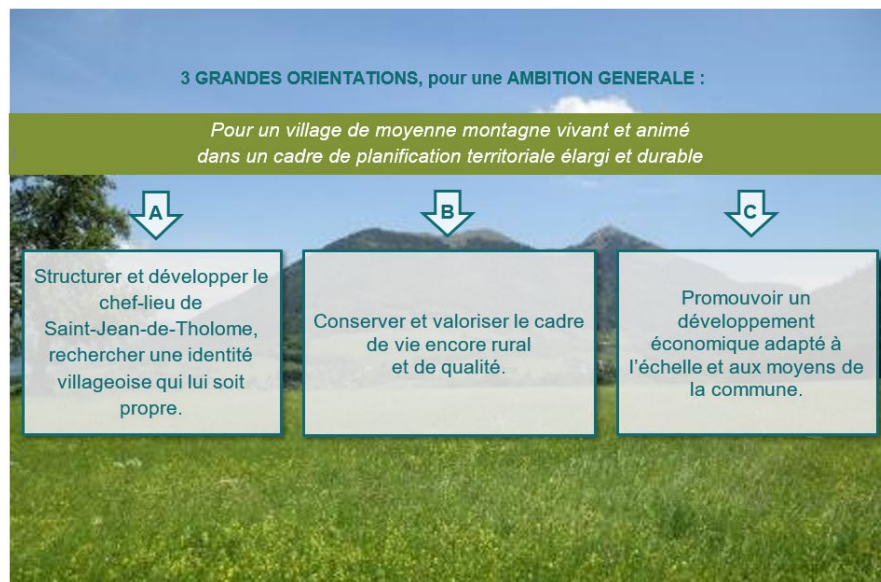 3 GRANDES ORIENTATIONS, pour une AMBITION GENERALE :
Pour un village de moyenne montagne vivant et animé
dans un cadre de planification territoriale élargi et durable
A
Structurer et développer le
chef-lieu de
Saint-Jean-de-Tholome,
rechercher une identité
villageoise qui lui soit
propre.
B
Conserver et valoriser le cadre
de vie encore rural
et de qualité.
C
Promouvoir un
développement
économique adapté à
l'échelle et aux moyens de
la commune.